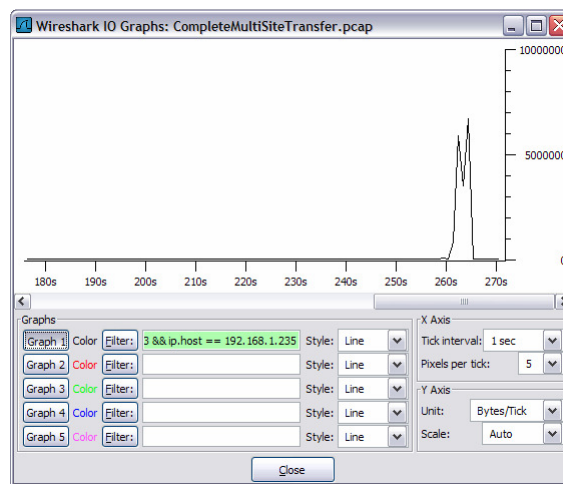 Wireshark IO Graphs: CompleteMultiSiteTransfer.pcap
10000000
5000000
0
180s 190s 200s 210s 220s 230s 240s 250s 260s 270s
Graphs
Graph 1 Color Filter: 3 &&ip.host == 192.168.1.235 Style: Line
Graph 2 Color Filter: Style: Line
Graph 3 Color Filter: Style: Line
Graph 4 Color Filter: Style: Line
Graph 5 Color Filter: Style: Line
X Axis
Tick interval: 1 sec
Pixels per tick: 5
Y Axis
Unit: Bytes/Tick
Scale: Auto
Close